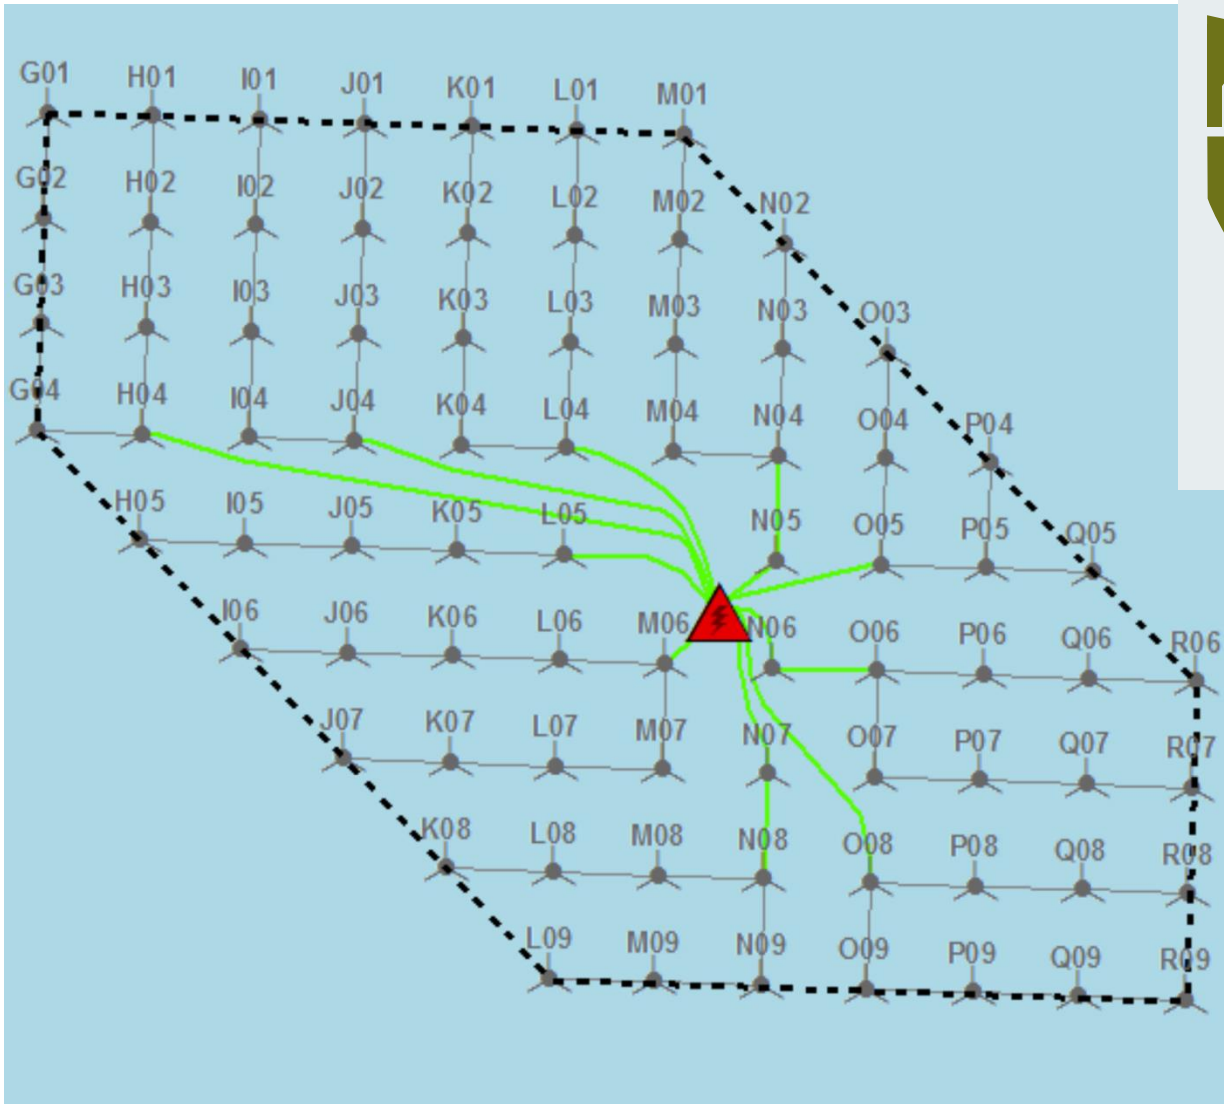 G01 H01 I01 J01 K01 L01 M01
G02 H02 I02 J02 K02 L02 M02 N02
G03 H03 I03 J03 K03 L03 M03 N03 O03
G04 H04 I04 J04 K04 L04 M04 N04 O04 P04
H05 I05 J05 K05 L05 N05 O05 P05 Q05
I06 J06 K06 L06 M06 N06 O06 P06 Q06 R06
J07 K07 L07 M07 N07 O07 P07 Q07 R07
K08 L08 M08 N08 O08 P08 Q08 R08
L09 M09 N09 O09 P09 Q09 R09